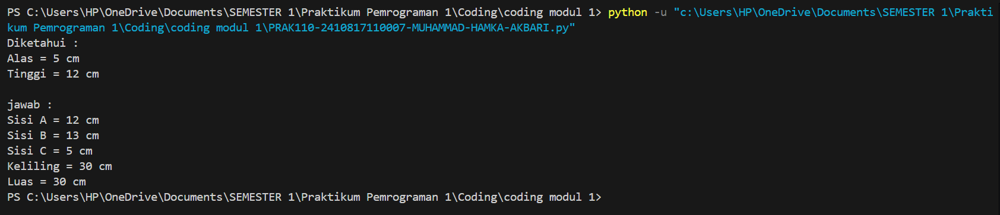 PS C:\Users\HP\OneDrive\Documents\SEMESTER 1\Praktikum Pemrograman 1\Coding\coding modul 1> python -u "c:\Users\HP\OneDrive\Documents\SEMESTER 1\Prakti
kum Pemrograman 1\Coding\coding modul 1\PRAK110-2410817110007-MUHAMMAD-HAMKA-AKBARI.py"
Diketahui :
Alas = 5 cm
Tinggi = 12 cm

jawab :
Sisi A = 12 cm
Sisi B = 13 cm
Sisi C = 5 cm
Keliling = 30 cm
Luas = 30 cm
PS C:\Users\HP\OneDrive\Documents\SEMESTER 1\Praktikum Pemrograman 1\Coding\coding modul 1>